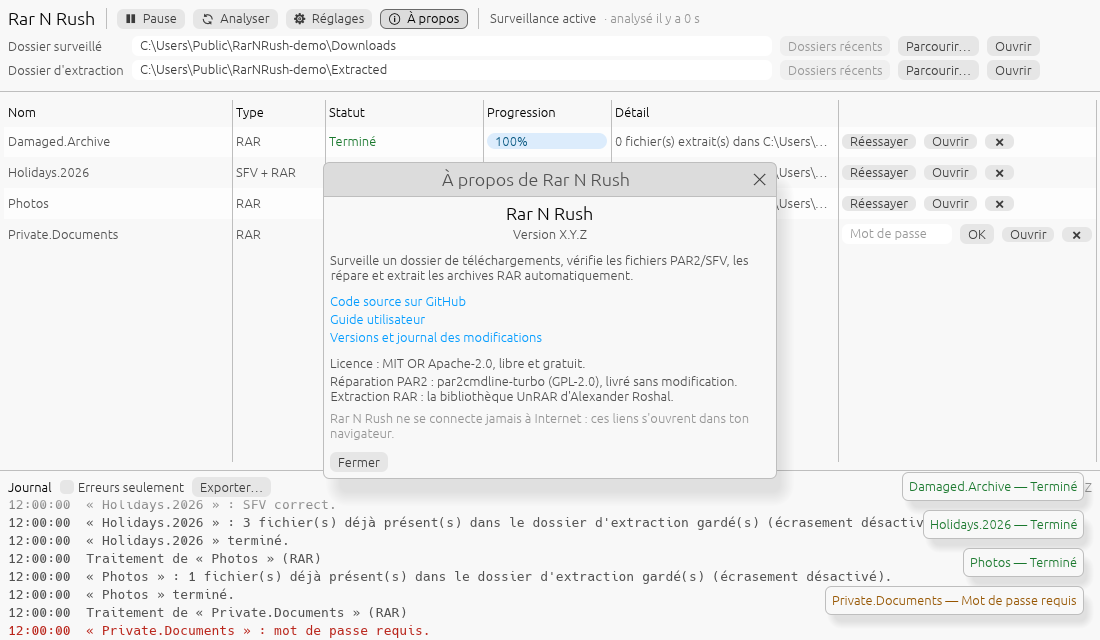 Rar N Rush Pause Analyser Réglages À propos Surveillance active · analysé il y a 0 s
Dossier surveillé C:\Users\Public\RarNRush-demo\Downloads Dossiers récents Parcourir… Ouvrir
Dossier d'extraction C:\Users\Public\RarNRush-demo\Extracted Dossiers récents Parcourir… Ouvrir
Nom Type Statut Progression Détail
Damaged.Archive RAR Terminé 100% 0 fichier(s) extrait(s) dans C:\Users\… Réessayer Ouvrir ×
Holidays.2026 SFV + RAR \Users\… Réessayer Ouvrir ×
Photos RAR \Users\… Réessayer Ouvrir ×
Private.Documents RAR Mot de passe OK Ouvrir ×
À propos de Rar N Rush
Rar N Rush
Version X.Y.Z
Surveille un dossier de téléchargements, vérifie les fichiers PAR2/SFV, les
répare et extrait les archives RAR automatiquement.
Code source sur GitHub
Guide utilisateur
Versions et journal des modifications
Licence : MIT OR Apache-2.0, libre et gratuit.
Réparation PAR2 : par2cmdline-turbo (GPL-2.0), livré sans modification.
Extraction RAR : la bibliothèque UnRAR d'Alexander Roshal.
Rar N Rush ne se connecte jamais à Internet : ces liens s'ouvrent dans ton
navigateur.
Fermer
Journal Erreurs seulement Exporter… Z
12:00:00 « Holidays.2026 » : SFV correct.
12:00:00 « Holidays.2026 » : 3 fichier(s) déjà présent(s) dans le dossier d'extraction gardé(s) (écrasement désactiv
12:00:00 « Holidays.2026 » terminé.
12:00:00 Traitement de « Photos » (RAR)
12:00:00 « Photos » : 1 fichier(s) déjà présent(s) dans le dossier d'extraction gardé(s) (écrasement désactivé).
12:00:00 « Photos » terminé.
12:00:00 Traitement de « Private.Documents » (RAR)
12:00:00 « Private.Documents » : mot de passe requis.
Damaged.Archive — Terminé
Holidays.2026 — Terminé
Photos — Terminé
Private.Documents — Mot de passe requis